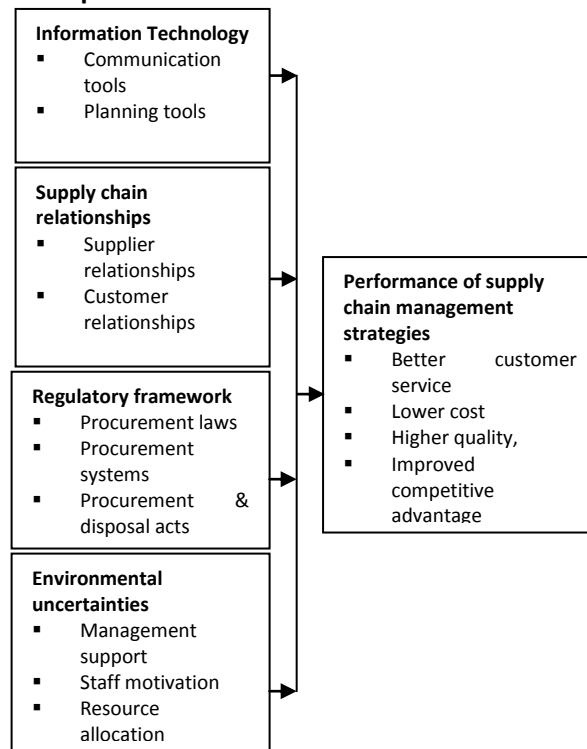 Information Technology
▪ Communication
tools
▪ Planning tools
Supply chain
relationships
▪ Supplier
relationships
▪ Customer
relationships
Regulatory framework
▪ Procurement laws
▪ Procurement
systems
▪ Procurement &
disposal acts
Environmental
uncertainties
▪ Management
support
▪ Staff motivation
▪ Resource
allocation
Performance of supply
chain management
strategies
▪ Better customer
service
▪ Lower cost
▪ Higher quality,
▪ Improved
competitive
advantage